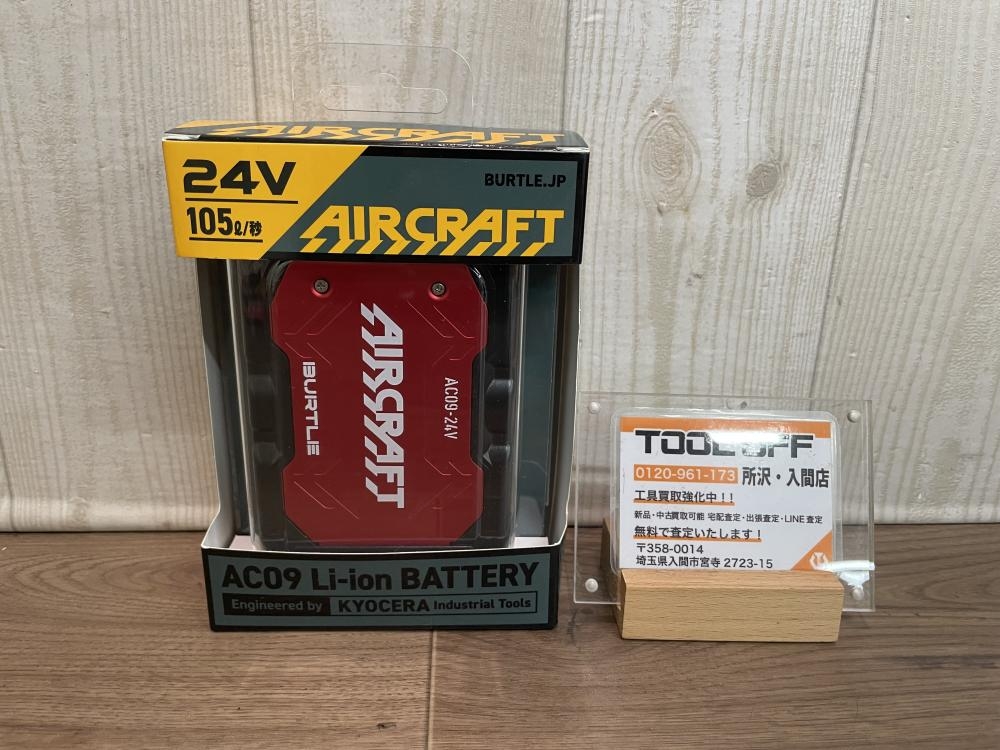 AIRCRAFT
24V
105ℓ/秒
BURTLE.JP
AIRCRAFT
AIRCRAFT
BURTLE
AC09-24V
AC09 Li-ion BATTERY
Engineered by KYOCERA Industrial Tools
TOOL OFF
0120-961-173 所沢・入間店
工具買取強化中！！
新品・中古買取可能 宅配査定・出張査定・LINE査定
無料で査定いたします！
〒358-0014
埼玉県入間市宮寺 2723-15